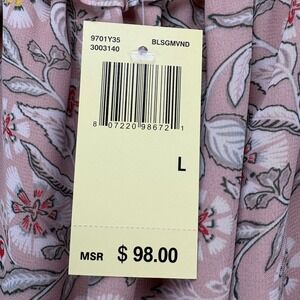 9701Y35 BLSGMVND
3003140
8 07220 98672 1
L
MSR $ 98.00